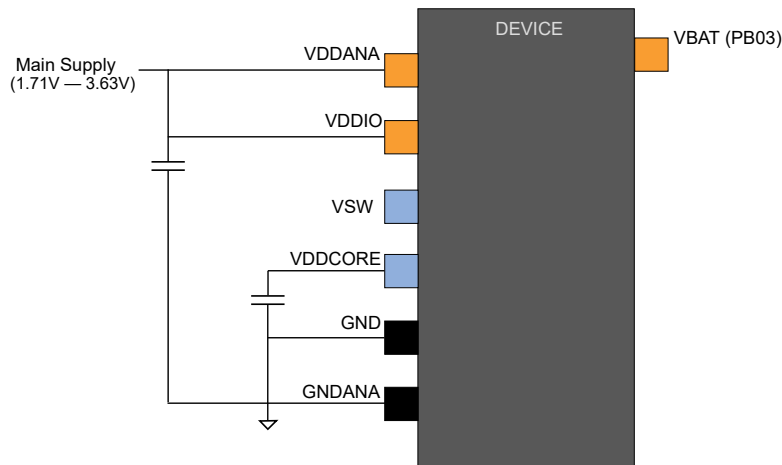 DEVICE
VBAT (PB03)
VDDANA
Main Supply
(1.71V — 3.63V)
VDDIO
VSW
VDDCORE
GND
GNDANA